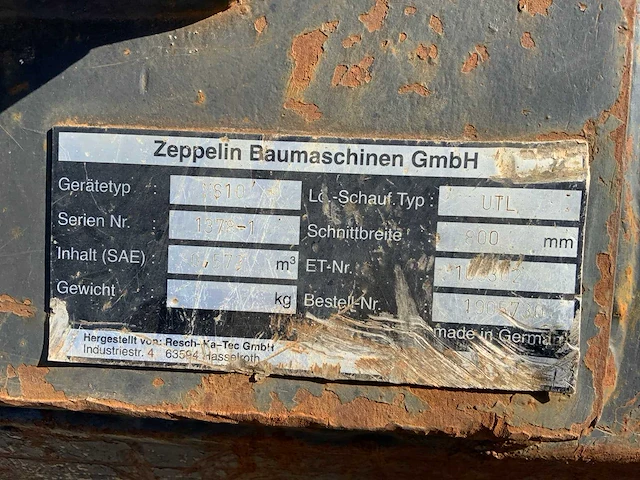 Zeppelin Baumaschinen GmbH
Gerätetyp :
Serien Nr. :
Inhalt (SAE) : m³
Gewicht : kg
Lö.-Schauf.Typ : UTL
Schnittbreite : 800 mm
ET-Nr.
Bestell-Nr.
made in German
Hergestellt von: Resch-Ka-Tec GmbH
Industriestr. 4 63594 Hasselroth